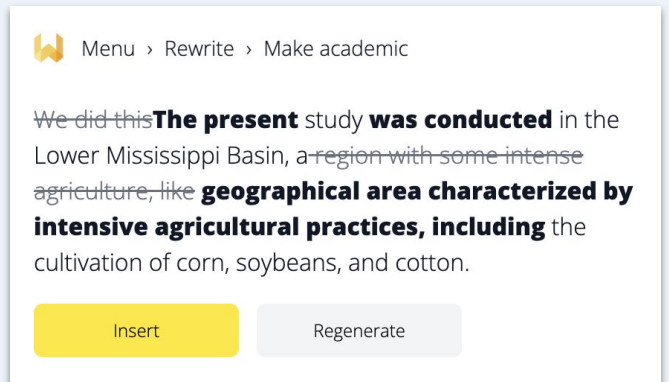 Menu › Rewrite › Make academic
We did thisThe present study was conducted in the
Lower Mississippi Basin, a region with some intense
agriculture, like geographical area characterized by
intensive agricultural practices, including the
cultivation of corn, soybeans, and cotton.
Insert
Regenerate